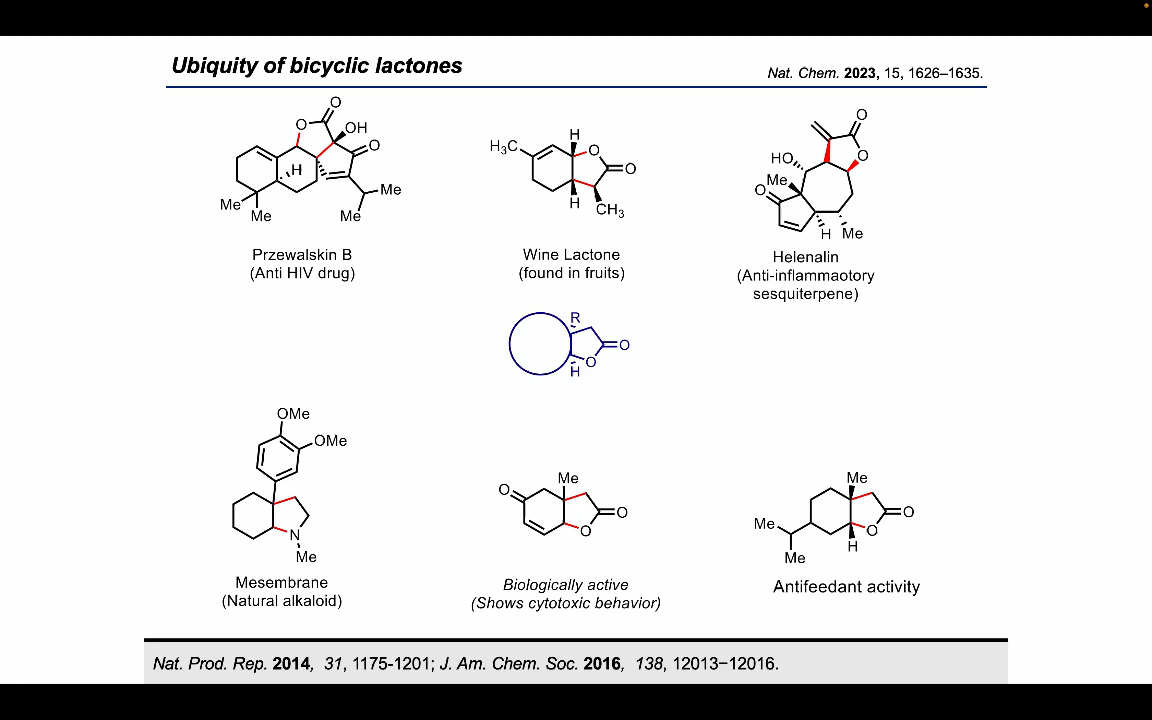 Ubiquity of bicyclic lactones
Nat. Chem. 2023, 15, 1626–1635.
O
O
OH
O
H
Me
Me
Me
Me
Przewalskin B
(Anti HIV drug)
H
H3C
O
O
H
CH3
Wine Lactone
(found in fruits)
O
O
HO
Me
O
H
Me
Helenalin
(Anti-inflammaotory
sesquiterpene)
R
O
O
H
OMe
OMe
N
Me
Mesembrane
(Natural alkaloid)
Me
O
O
O
Biologically active
(Shows cytotoxic behavior)
Me
O
O
Me
H
Me
Antifeedant activity
Nat. Prod. Rep. 2014, 31, 1175-1201; J. Am. Chem. Soc. 2016, 138, 12013−12016.